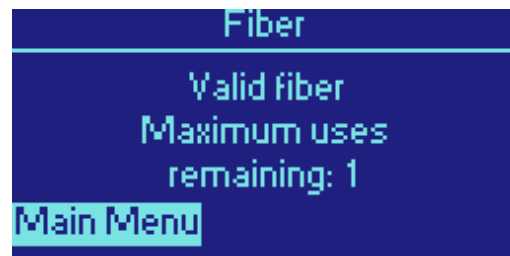 Fiber
Valid fiber
Maximum uses
remaining: 1
Main Menu